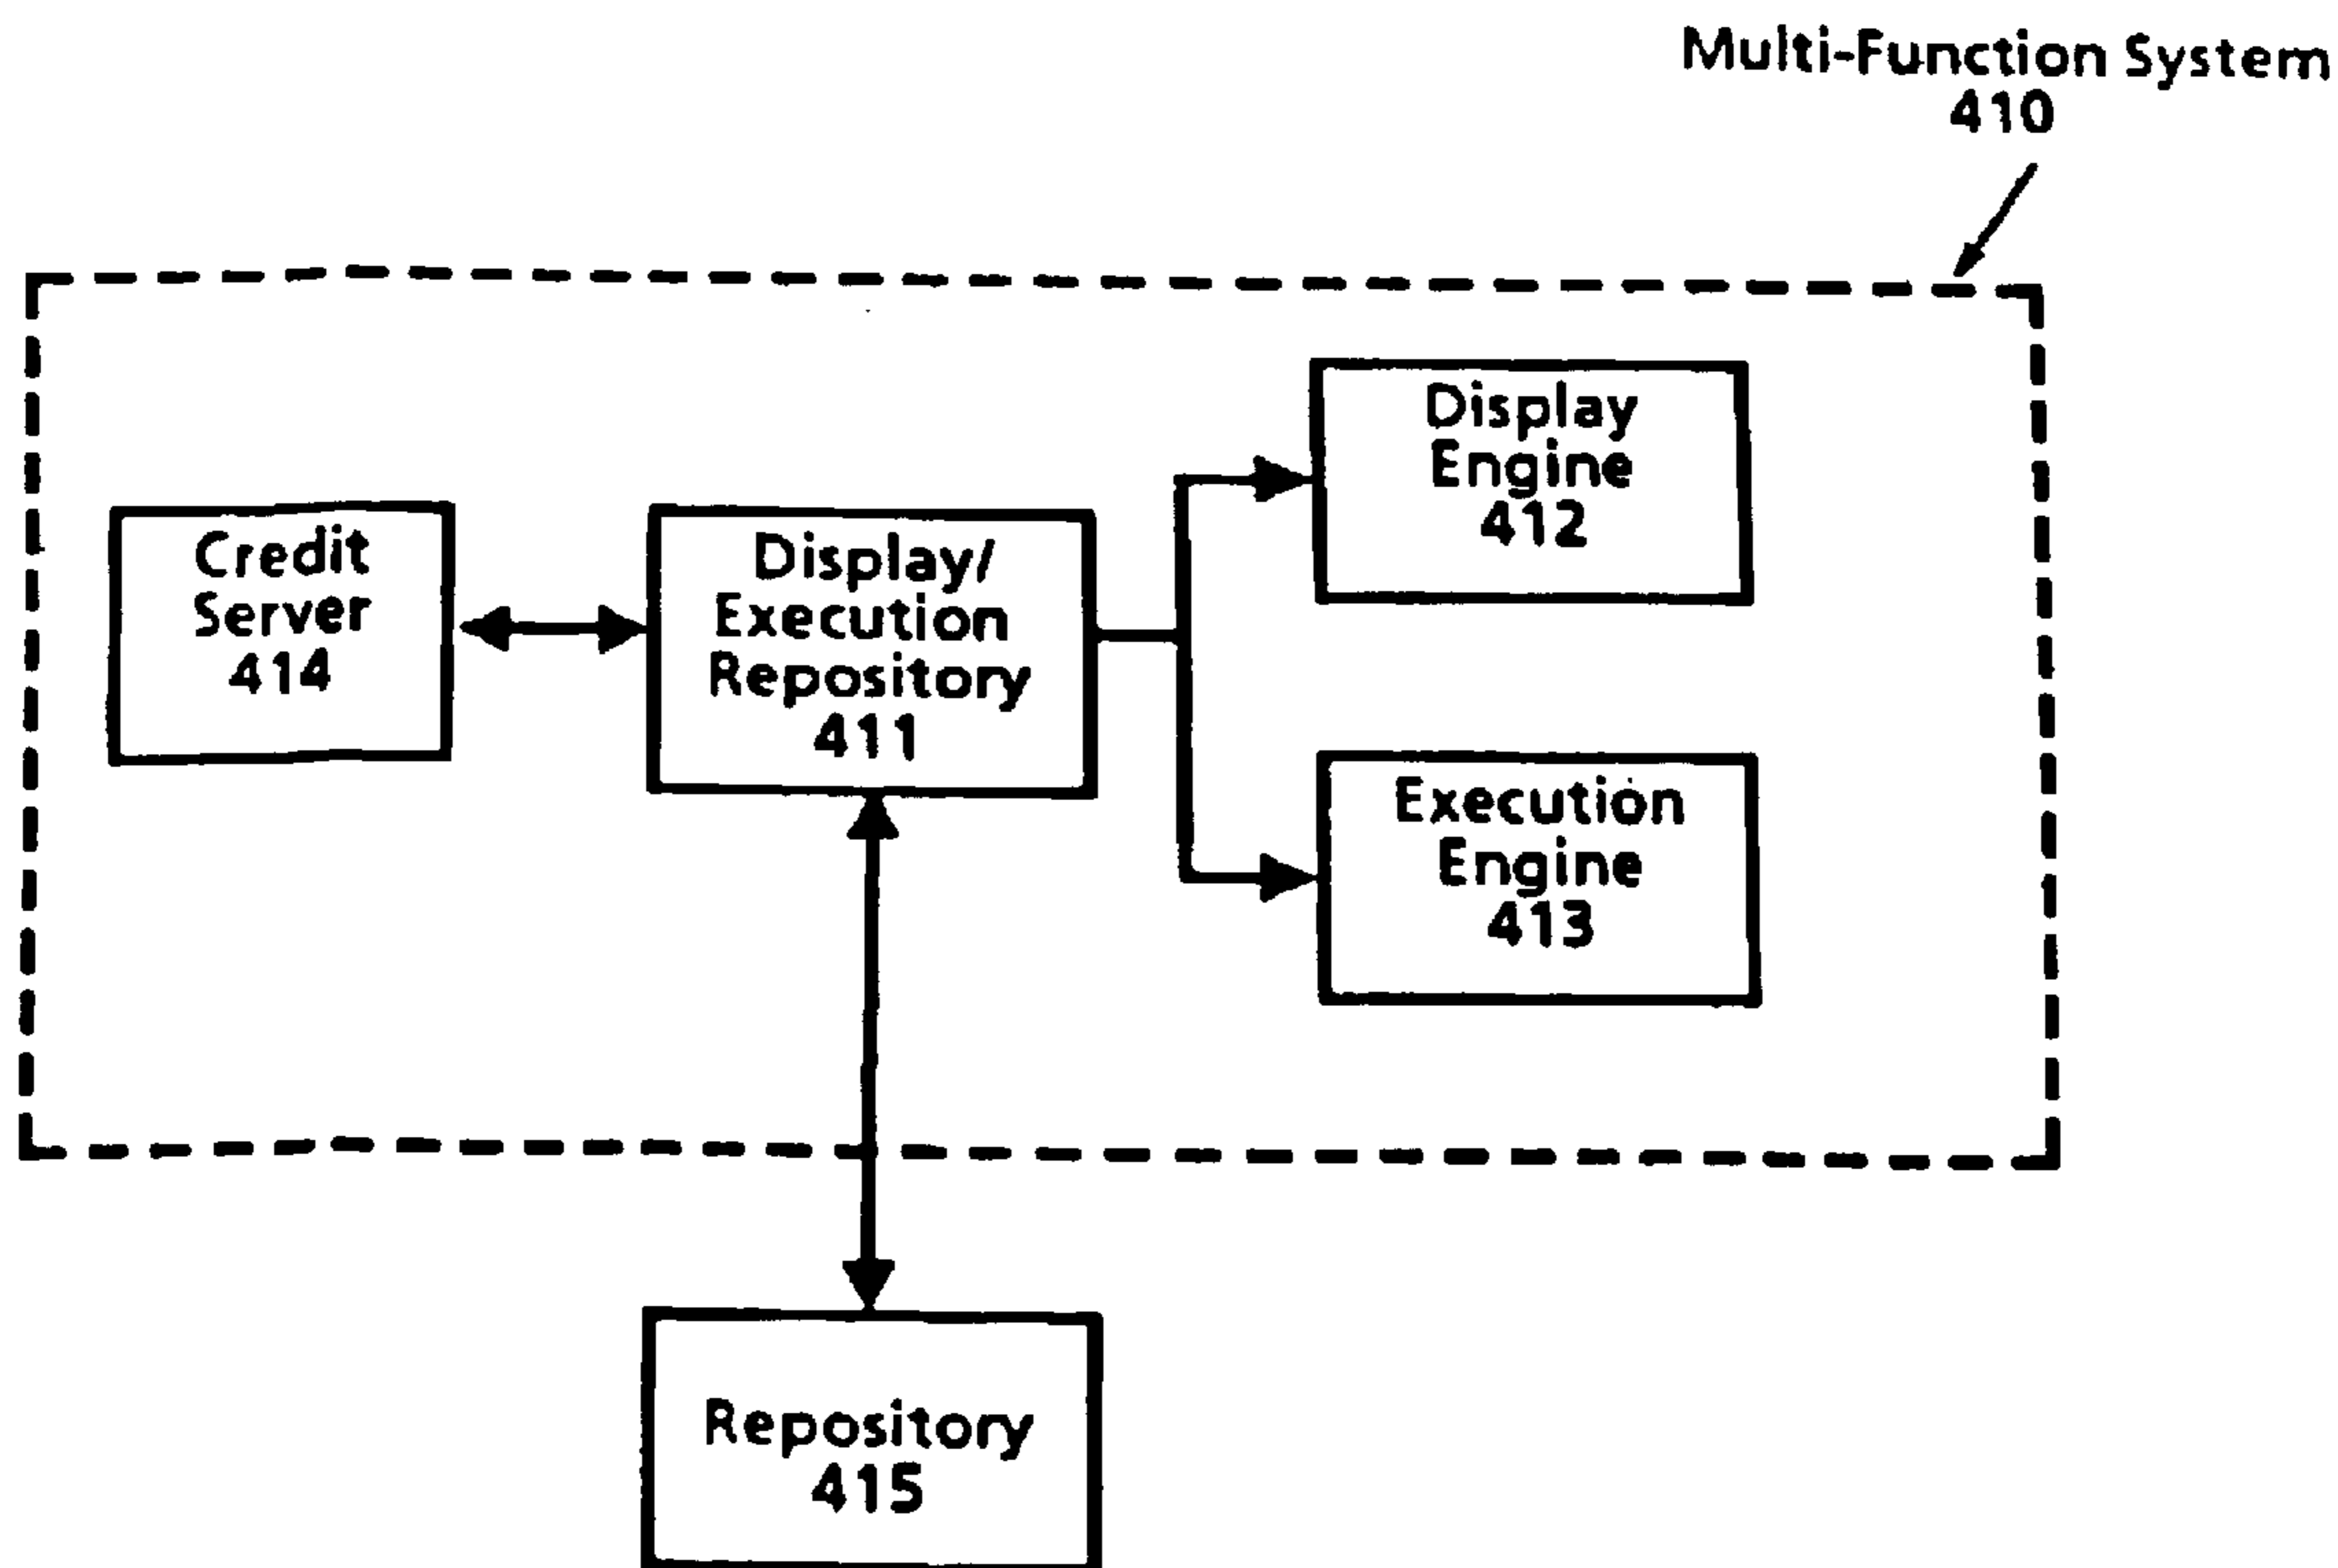 Multi-Function System
410
Display
Engine
412
Credit
Server
414
Display/
Execution
Repository
411
Execution
Engine
413
Repository
415